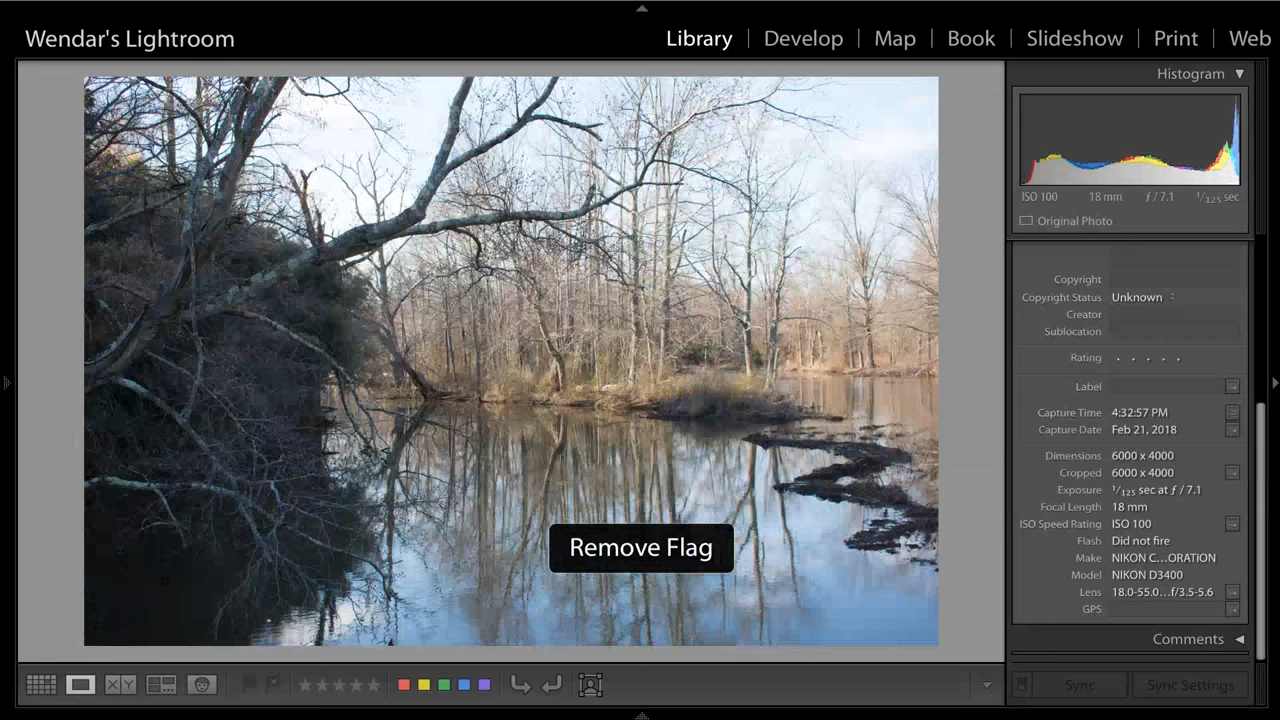 Wendar's Lightroom
Library | Develop | Map | Book | Slideshow | Print | Web
Histogram
ISO 100 18 mm ƒ / 7.1 1/125 sec
Original Photo
Copyright
Copyright Status Unknown
Creator
Sublocation
Rating . . . . .
Label
Capture Time 4:32:57 PM
Capture Date Feb 21, 2018
Dimensions 6000 x 4000
Cropped 6000 x 4000
Exposure 1/125 sec at ƒ / 7.1
Focal Length 18 mm
ISO Speed Rating ISO 100
Flash Did not fire
Make NIKON C...ORATION
Model NIKON D3400
Lens 18.0-55.0...f/3.5-5.6
GPS
Remove Flag
Comments
X Y
Sync Sync Settings